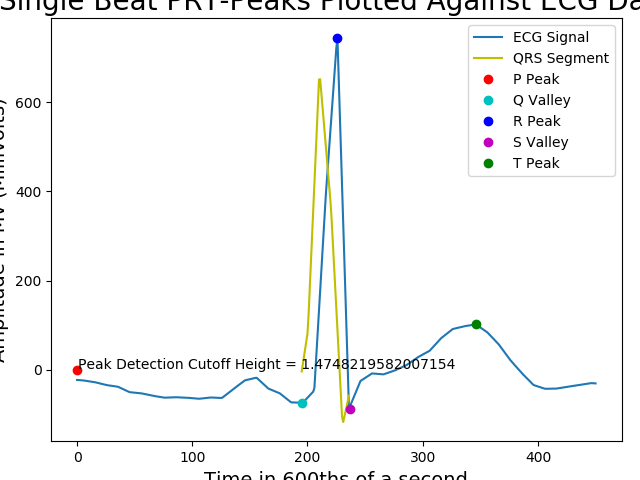 Single Beat PRT-Peaks Plotted Against ECG Da
ECG Signal
QRS Segment
P Peak
Q Valley
R Peak
S Valley
T Peak
600
400
200
0
Peak Detection Cutoff Height = 1.4748219582007154
Amplitude in MV (Millivolts)
0 100 200 300 400
Time in 600ths of a second